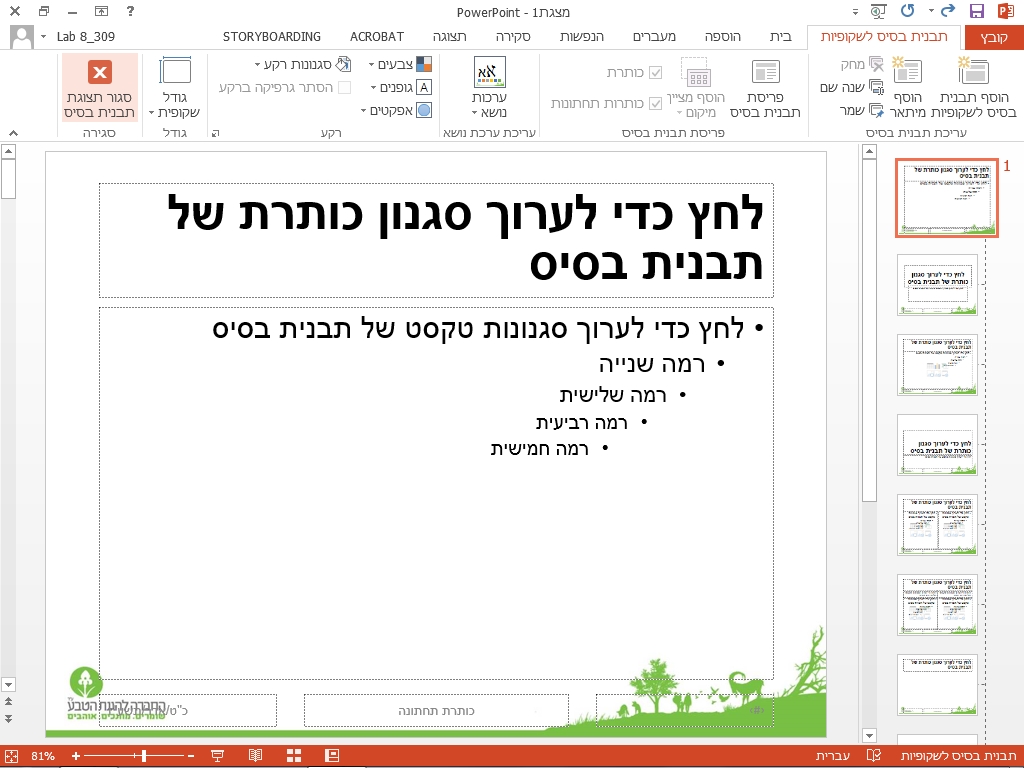 מצגת1 - PowerPoint
קובץ
תבנית בסיס לשקופיות
בית
הוספה
מעברים
הנפשות
סקירה
תצוגה
ACROBAT
STORYBOARDING
Lab 8_309
הוסף תבנית בסיס לשקופיות
הוסף מיתאר
מחק
שנה שם
שמר
עריכת תבנית בסיס
פריסת תבנית בסיס
הוסף מציין מיקום
כותרת
כותרות תחתונות
פריסת תבנית בסיס
ערכות נושא
עריכת ערכת נושא
צבעים
גופנים
אפקטים
סגנונות רקע
הסתר גרפיקה ברקע
רקע
גודל שקופית
גודל
סגור תצוגת תבנית בסיס
סגירה
1
לחץ כדי לערוך סגנון כותרת של
תבנית בסיס
• לחץ כדי לערוך סגנונות טקסט של תבנית בסיס
• רמה שנייה
• רמה שלישית
• רמה רביעית
• רמה חמישית
החברה להגנת הטבע
שומרים. מחנכים. אוהבים
כותרת תחתונה
‹#›
תבנית בסיס לשקופיות
עברית
81%